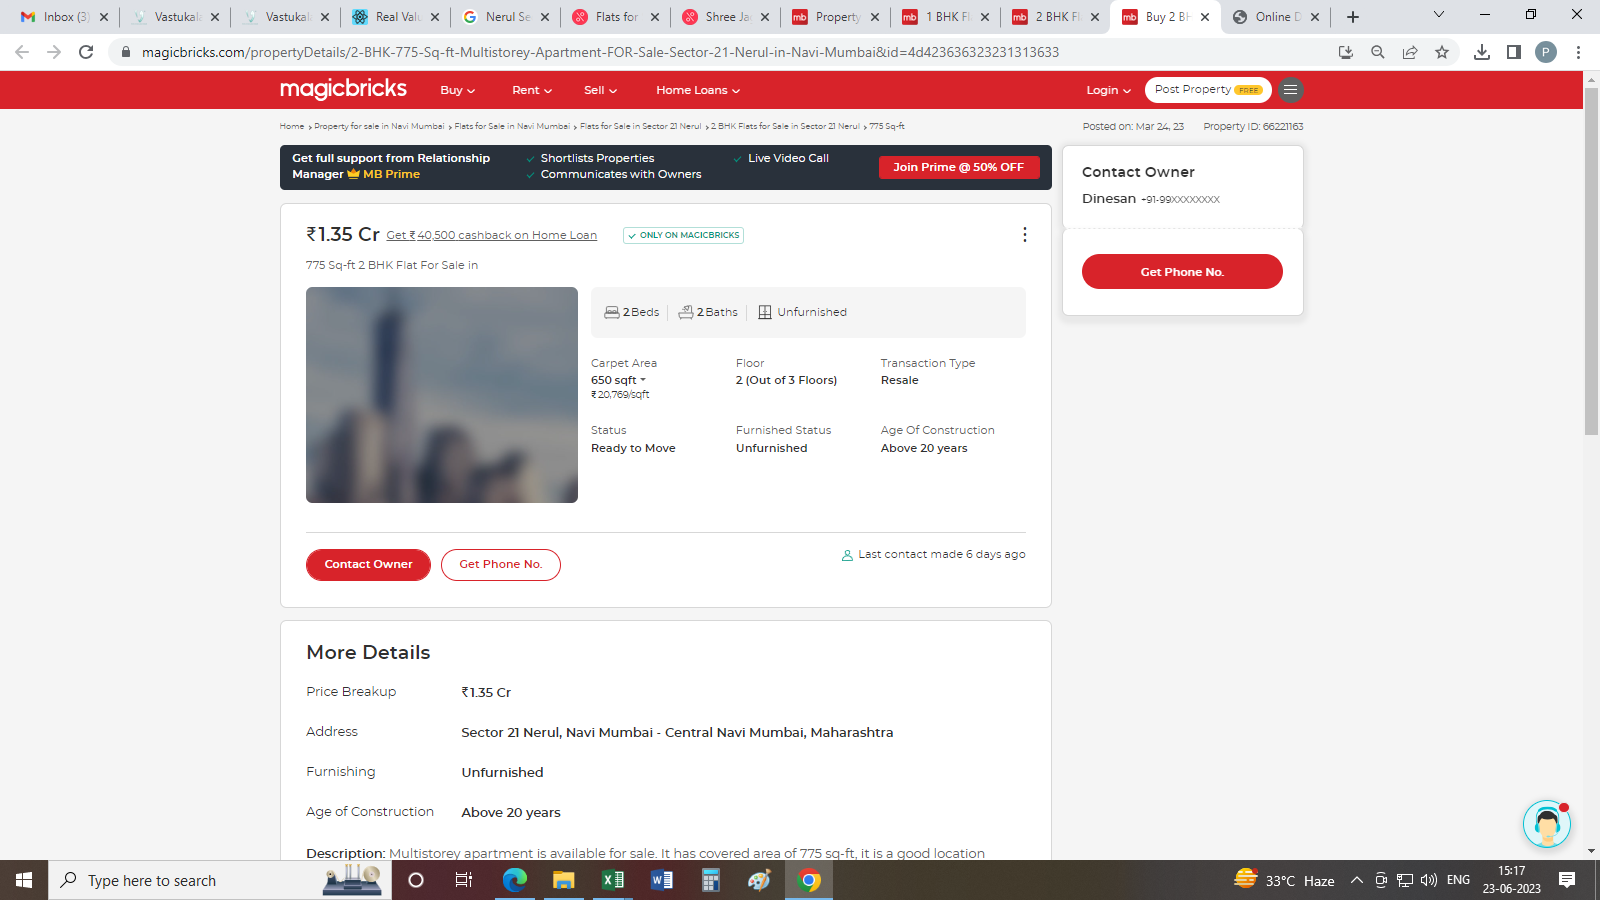 Inbox (3)
Vastukala
Vastukal
Real Valu
Nerul Se
Flats for
Shree Ja
Property
1 BHK Fl
2 BHK Fl
Buy 2 BH
Online D
magicbricks.com/propertyDetails/2-BHK-775-Sq-ft-Multistorey-Apartment-FOR-Sale-Sector-21-Nerul-in-Navi-Mumbai&id=4d423636323231313633
P
magicbricks Buy Rent Sell Home Loans Login Post Property FREE
Home Property for sale in Navi Mumbai Flats for Sale in Navi Mumbai Flats for Sale in Sector 21 Nerul 2 BHK Flats for Sale in Sector 21 Nerul 775 Sq-ft
Posted on: Mar 24, 23 Property ID: 66221163
Get full support from Relationship
Manager MB Prime
Shortlists Properties
Communicates with Owners
Live Video Call
Join Prime @ 50% OFF
Contact Owner
Dinesan +91-99XXXXXXXX
Get Phone No.
₹1.35 Cr Get ₹40,500 cashback on Home Loan ONLY ON MAGICBRICKS
775 Sq-ft 2 BHK Flat For Sale in
2 Beds 2 Baths Unfurnished
Carpet Area
650 sqft
₹20,769/sqft
Floor
2 (Out of 3 Floors)
Transaction Type
Resale
Status
Ready to Move
Furnished Status
Unfurnished
Age Of Construction
Above 20 years
Contact Owner Get Phone No.
Last contact made 6 days ago
More Details
Price Breakup ₹1.35 Cr
Address Sector 21 Nerul, Navi Mumbai - Central Navi Mumbai, Maharashtra
Furnishing Unfurnished
Age of Construction Above 20 years
Description: Multistorey apartment is available for sale. It has covered area of 775 sq-ft, it is a good location
Type here to search
33°C Haze
ENG
15:17
23-06-2023